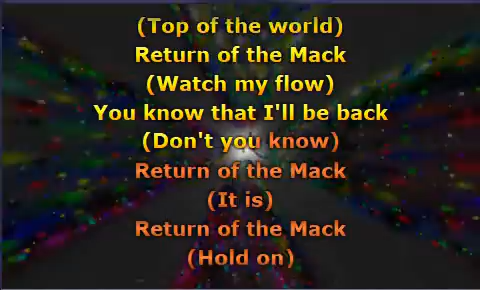 (Top of the world)
Return of the Mack
(Watch my flow)
You know that I'll be back
(Don't you know)
Return of the Mack
(It is)
Return of the Mack
(Hold on)